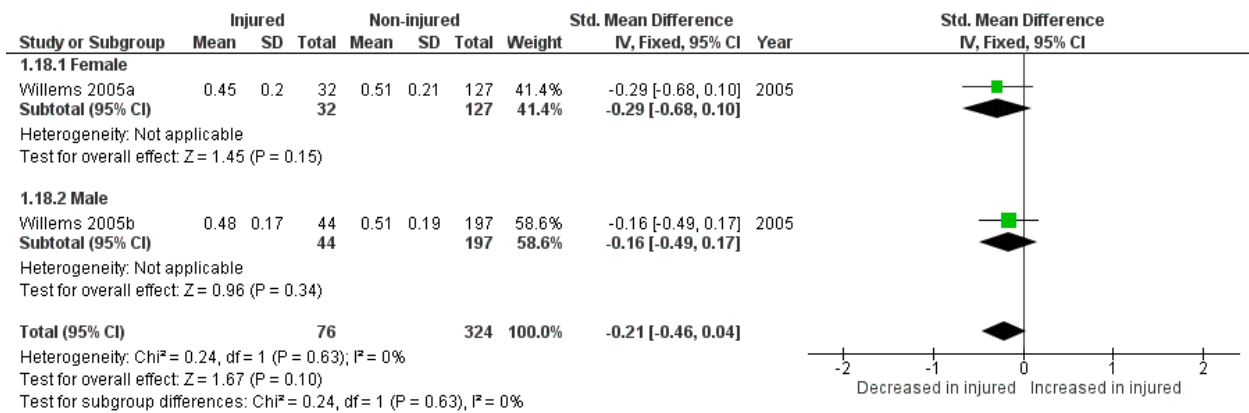 Injured Non-injured Std. Mean Difference Std. Mean Difference
Study or Subgroup Mean SD Total Mean SD Total Weight IV, Fixed, 95% CI Year IV, Fixed, 95% CI
1.18.1 Female
Willems 2005a 0.45 0.2 32 0.51 0.21 127 41.4% -0.29 [-0.68, 0.10] 2005
Subtotal (95% CI) 32 127 41.4% -0.29 [-0.68, 0.10]
Heterogeneity: Not applicable
Test for overall effect: Z = 1.45 (P = 0.15)
1.18.2 Male
Willems 2005b 0.48 0.17 44 0.51 0.19 197 58.6% -0.16 [-0.49, 0.17] 2005
Subtotal (95% CI) 44 197 58.6% -0.16 [-0.49, 0.17]
Heterogeneity: Not applicable
Test for overall effect: Z = 0.96 (P = 0.34)
Total (95% CI) 76 324 100.0% -0.21 [-0.46, 0.04]
Heterogeneity: Chi² = 0.24, df = 1 (P = 0.63); I² = 0%
Test for overall effect: Z = 1.67 (P = 0.10)
Test for subgroup differences: Chi² = 0.24, df = 1 (P = 0.63), I² = 0%
-2 -1 0 1 2
Decreased in injured Increased in injured